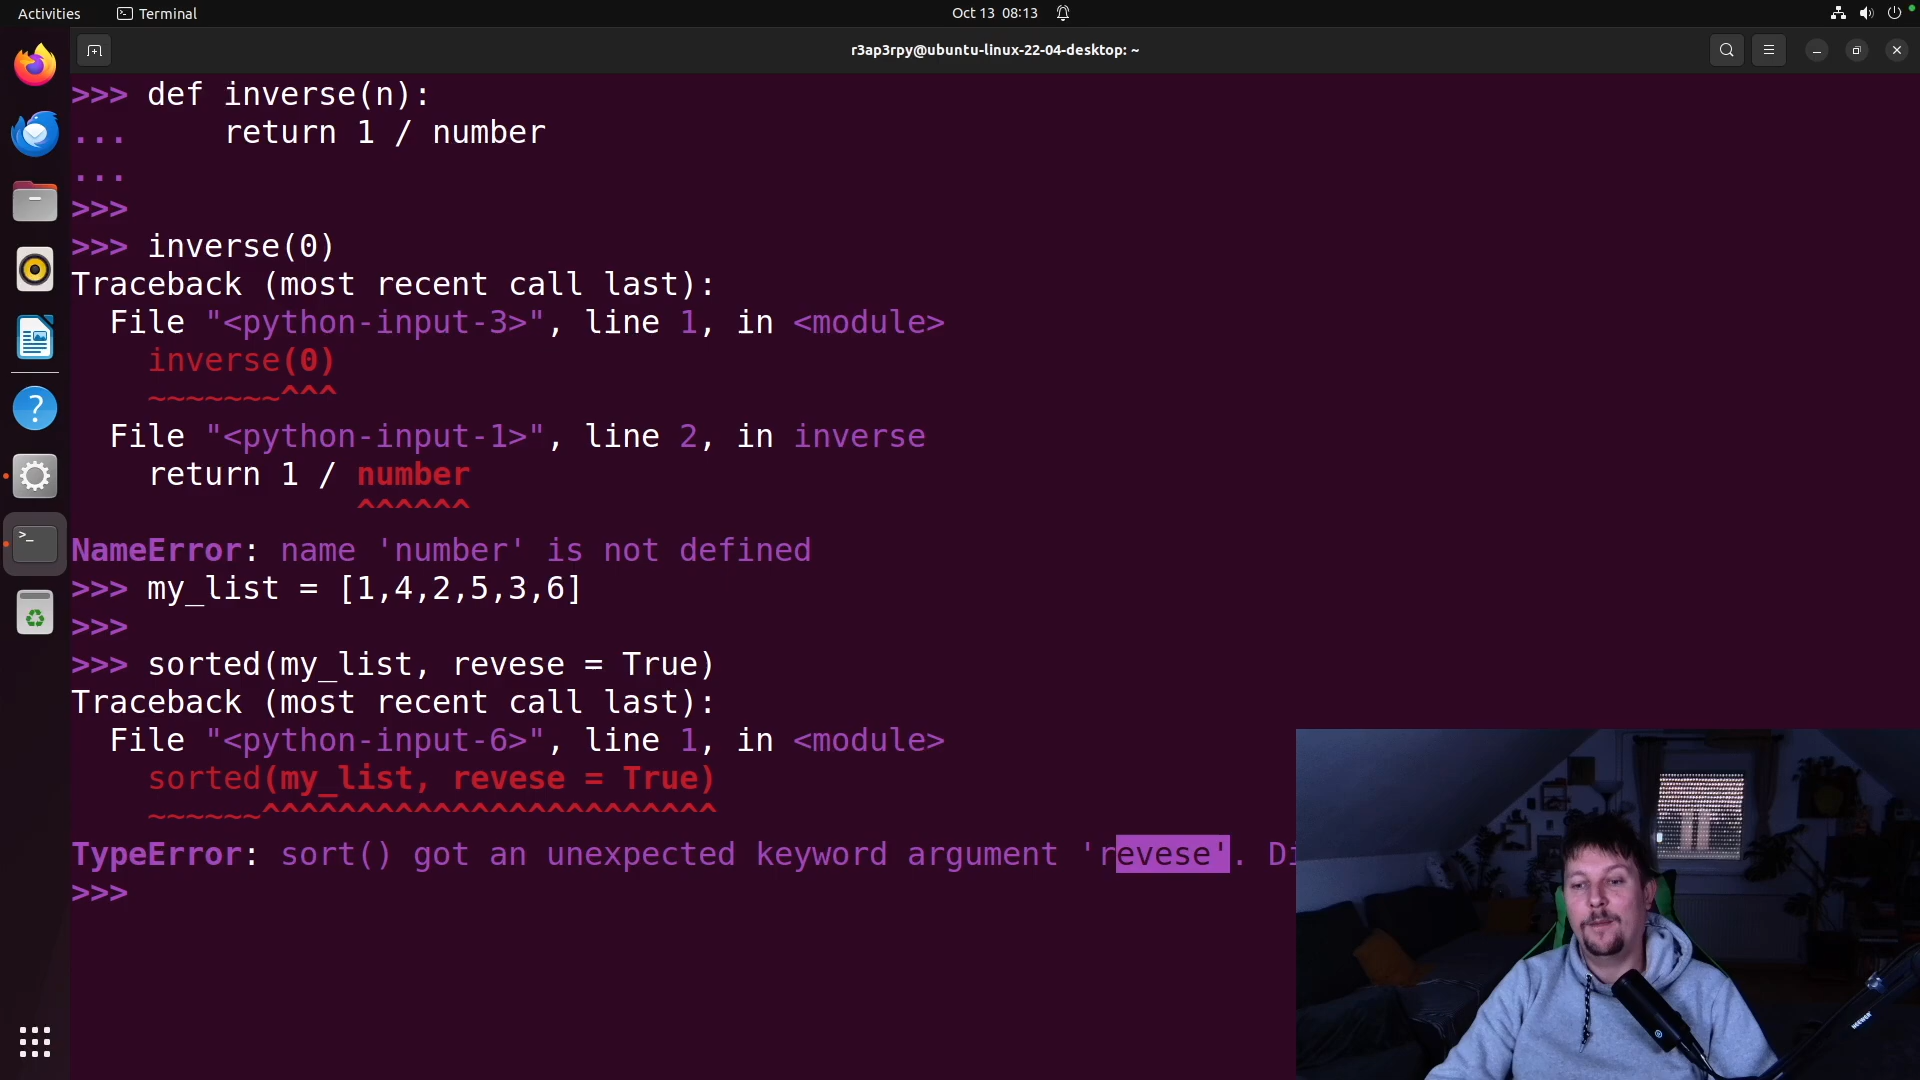 Activities
Terminal
Oct 13 08:13
r3ap3rpy@ubuntu-linux-22-04-desktop: ~
>>> def inverse(n):
...     return 1 / number
...
>>>
>>> inverse(0)
Traceback (most recent call last):
  File "<python-input-3>", line 1, in <module>
    inverse(0)
    ~~~~~~~^^^
  File "<python-input-1>", line 2, in inverse
    return 1 / number
               ^^^^^^
NameError: name 'number' is not defined
>>> my_list = [1,4,2,5,3,6]
>>>
>>> sorted(my_list, revese = True)
Traceback (most recent call last):
  File "<python-input-6>", line 1, in <module>
    sorted(my_list, revese = True)
    ~~~~~~^^^^^^^^^^^^^^^^^^^^^^^^
TypeError: sort() got an unexpected keyword argument 'revese'. Di
>>>
NEEWER